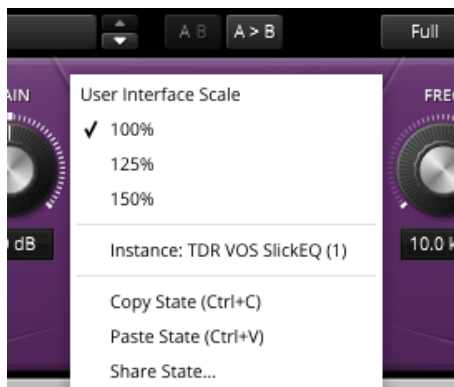 A B
A > B
Full
AIN
FRE
User Interface Scale
✔ 100%
125%
150%
dB
10.0
Instance: TDR VOS SlickEQ (1)
Copy State (Ctrl+C)
Paste State (Ctrl+V)
Share State...